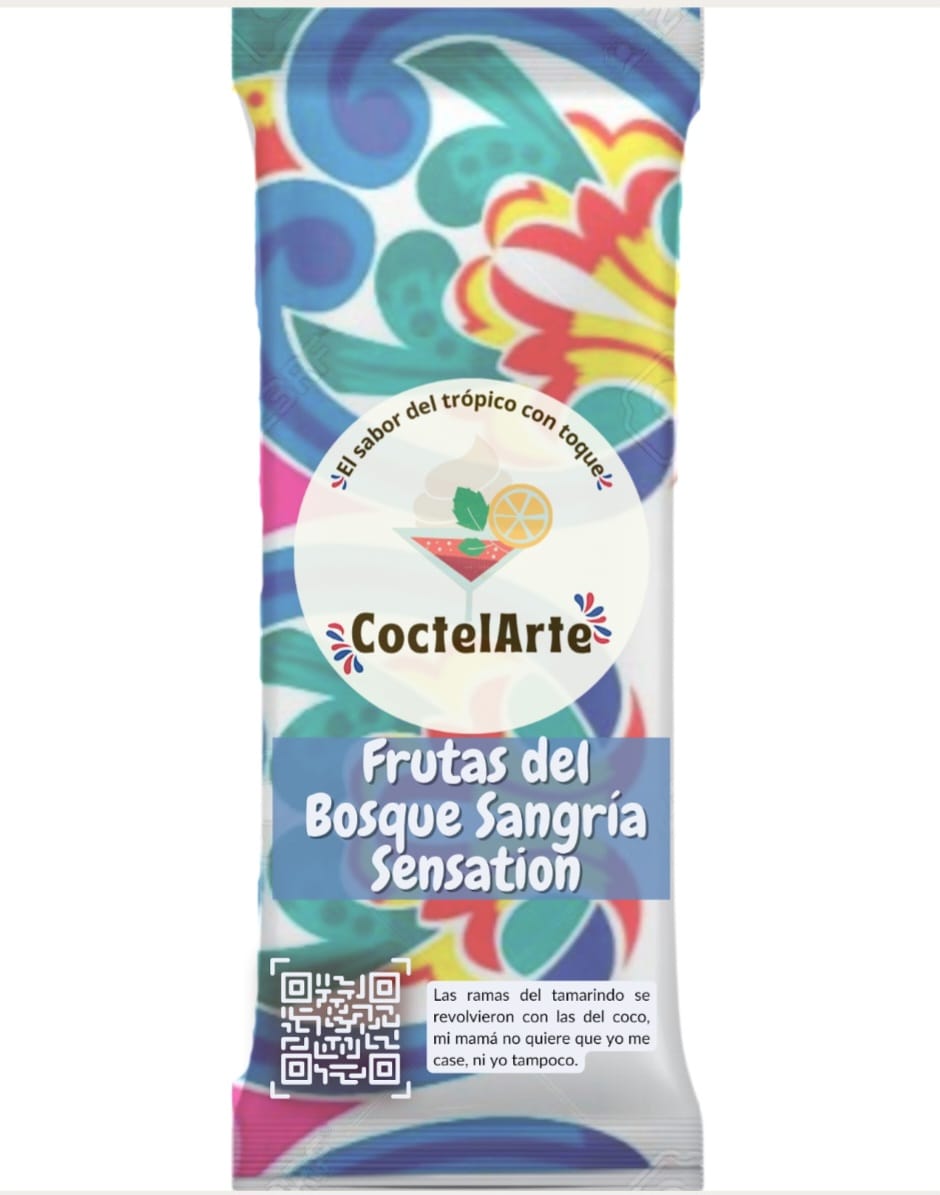 El sabor del trópico con toque
CoctelArte
Frutas del
Bosque Sangría
Sensation
Las ramas del tamarindo se
revolvieron con las del coco,
mi mamá no quiere que yo me
case, ni yo tampoco.